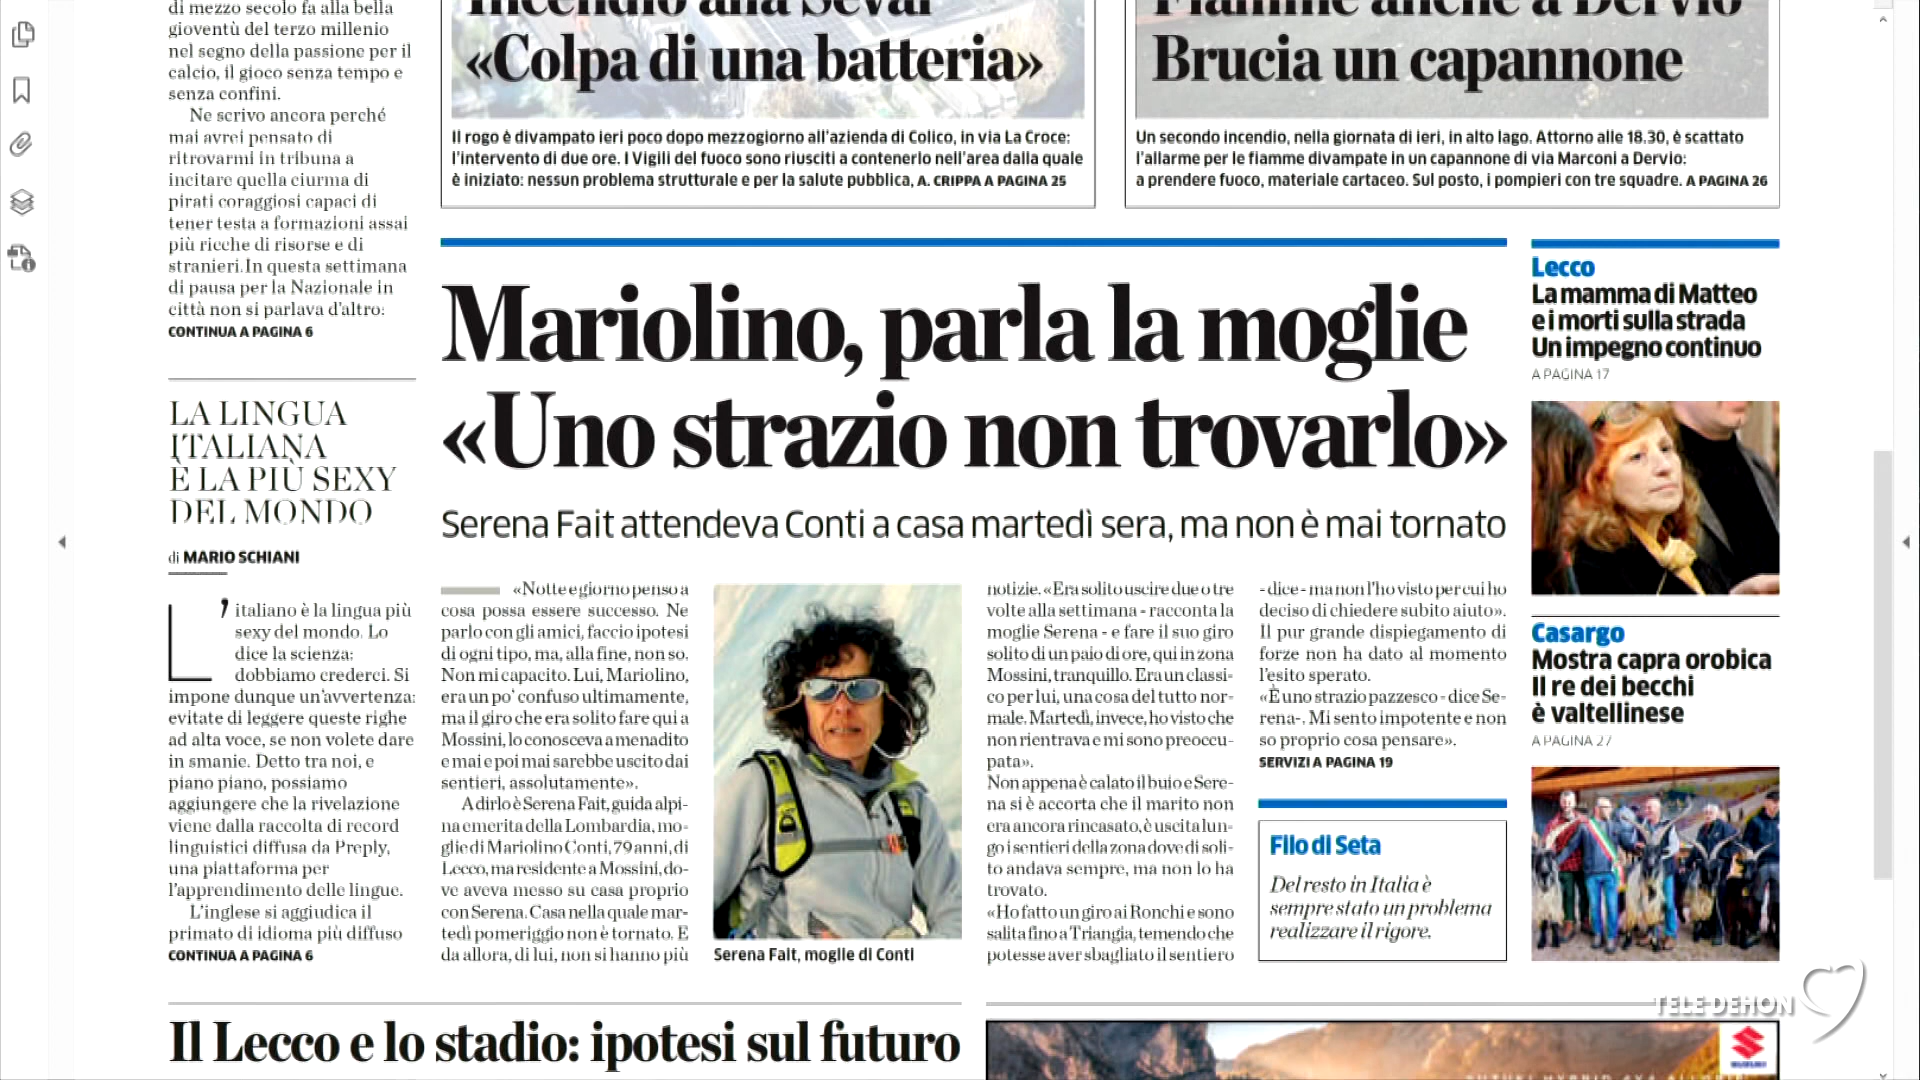 di mezzo secolo fa alla bella
gioventù del terzo millenio
nel segno della passione per il
calcio, il gioco senza tempo e
senza confini.
Ne scrivo ancora perché
mai avrei pensato di
ritrovarmi in tribuna a
incitare quella ciurma di
pirati coraggiosi capaci di
tener testa a formazioni assai
più ricche di risorse e di
stranieri.In questa settimana
di pausa per la Nazionale in
città non si parlava d'altro:
CONTINUA A PAGINA 6
LA LINGUA
ITALIANA
È LA PIÙ SEXY
DEL MONDO
di MARIO SCHIANI
L'italiano è la lingua più
sexy del mondo. Lo
dice la scienza:
dobbiamo crederci. Si
impone dunque un'avvertenza:
evitate di leggere queste righe
ad alta voce, se non volete dare
in smanie. Detto tra noi, e
piano piano, possiamo
aggiungere che la rivelazione
viene dalla raccolta di record
linguistici diffusa da Preply,
una piattaforma per
l'apprendimento delle lingue.
L'inglese si aggiudica il
primato di idioma più diffuso
CONTINUA A PAGINA 6
Incendio alla Seval
«Colpa di una batteria»
Il rogo è divampato ieri poco dopo mezzogiorno all'azienda di Colico, in via La Croce:
l'intervento di due ore. I Vigili del fuoco sono riusciti a contenerlo nell'area dalla quale
è iniziato: nessun problema strutturale e per la salute pubblica, A. CRIPPA A PAGINA 25
Fiamme anche a Dervio
Brucia un capannone
Un secondo incendio, nella giornata di ieri, in alto lago. Attorno alle 18.30, è scattato
l'allarme per le fiamme divampate in un capannone di via Marconi a Dervio:
a prendere fuoco, materiale cartaceo. Sul posto, i pompieri con tre squadre. A PAGINA 26
Mariolino, parla la moglie
«Uno strazio non trovarlo»
Serena Fait attendeva Conti a casa martedì sera, ma non è mai tornato
«Notte e giorno penso a
cosa possa essere successo. Ne
parlo con gli amici, faccio ipotesi
di ogni tipo, ma, alla fine, non so.
Non mi capacito. Lui, Mariolino,
era un po' confuso ultimamente,
ma il giro che era solito fare qui a
Mossini, lo conosceva a menadito
e mai e poi mai sarebbe uscito dai
sentieri, assolutamente».
A dirlo è Serena Fait, guida alpi-
na emerita della Lombardia, mo-
glie di Mariolino Conti, 79 anni, di
Lecco, ma residente a Mossini, do-
ve aveva messo su casa proprio
con Serena. Casa nella quale mar-
tedì pomeriggio non è tornato. E
da allora, di lui, non si hanno più
Serena Fait, moglie di Conti
notizie. «Era solito uscire due o tre
volte alla settimana - racconta la
moglie Serena - e fare il suo giro
solito di un paio di ore, qui in zona
Mossini, tranquillo. Era un classi-
co per lui, una cosa del tutto nor-
male. Martedì, invece, ho visto che
non rientrava e mi sono preoccu-
pata».
Non appena è calato il buio e Sere-
na si è accorta che il marito non
era ancora rincasato, è uscita lun-
go i sentieri della zona dove di soli-
to andava sempre, ma non lo ha
trovato.
«Ho fatto un giro ai Ronchi e sono
salita fino a Triangia, temendo che
potesse aver sbagliato il sentiero
- dice - ma non l'ho visto per cui ho
deciso di chiedere subito aiuto».
Il pur grande dispiegamento di
forze non ha dato al momento
l'esito sperato.
«È uno strazio pazzesco - dice Se-
rena-. Mi sento impotente e non
so proprio cosa pensare».
SERVIZI A PAGINA 19
Filo di Seta
Del resto in Italia è
sempre stato un problema
realizzare il rigore.
Lecco
La mamma di Matteo
e i morti sulla strada
Un impegno continuo
A PAGINA 17
Casargo
Mostra capra orobica
Il re dei becchi
è valtellinese
A PAGINA 27
Il Lecco e lo stadio: ipotesi sul futuro
TELE DEHON
SUZUKI